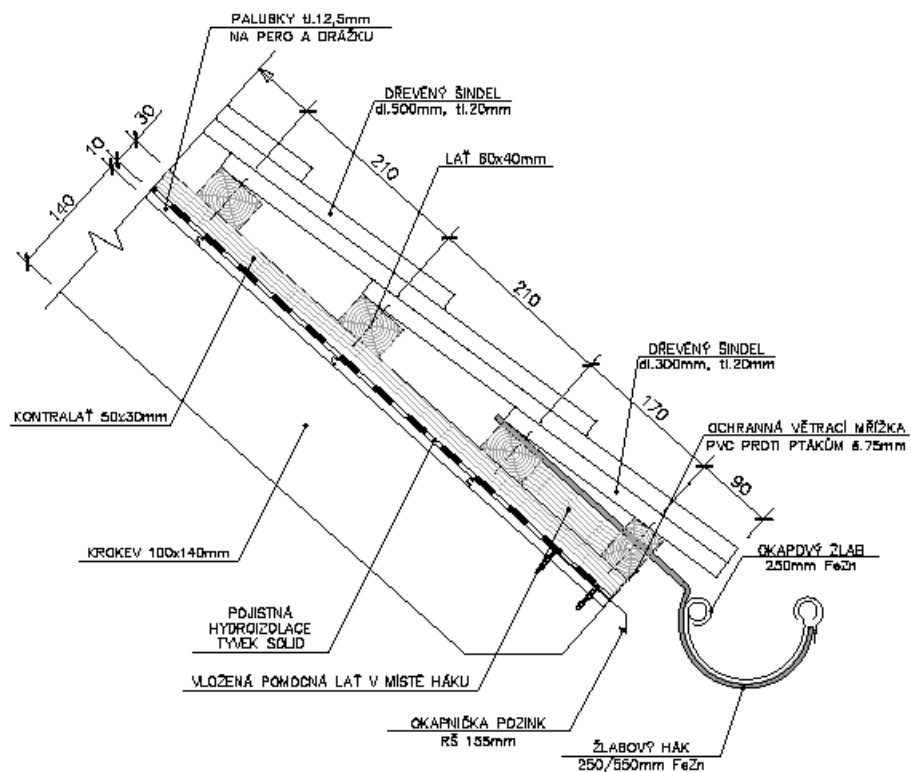 PALUBKY tl.12,5mm
NA PERO A DRÁŽKU
DŘEVĚNÝ ŠINDEL
dl.500mm, tl.20mm
LAŤ 60x40mm
30
10
140
210
210
170
90
DŘEVĚNÝ ŠINDEL
dl.300mm, tl.20mm
OCHRANNÁ VĚTRACÍ MŘÍŽKA
PVC PROTI PTÁKŮM 6.75mm
KONTRALAŤ 50x30mm
KROKEV 100x140mm
OKAPOVÝ ŽLAB
250mm FeZn
POJISTNÁ
HYDROIZOLACE
TYVEK SOLID
VLOŽENÁ POMOCNÁ LAŤ V MÍSTĚ HÁKU
OKAPNIČKA POZINK
RŠ 155mm
ŽLABOVÝ HÁK
250/550mm FeZn